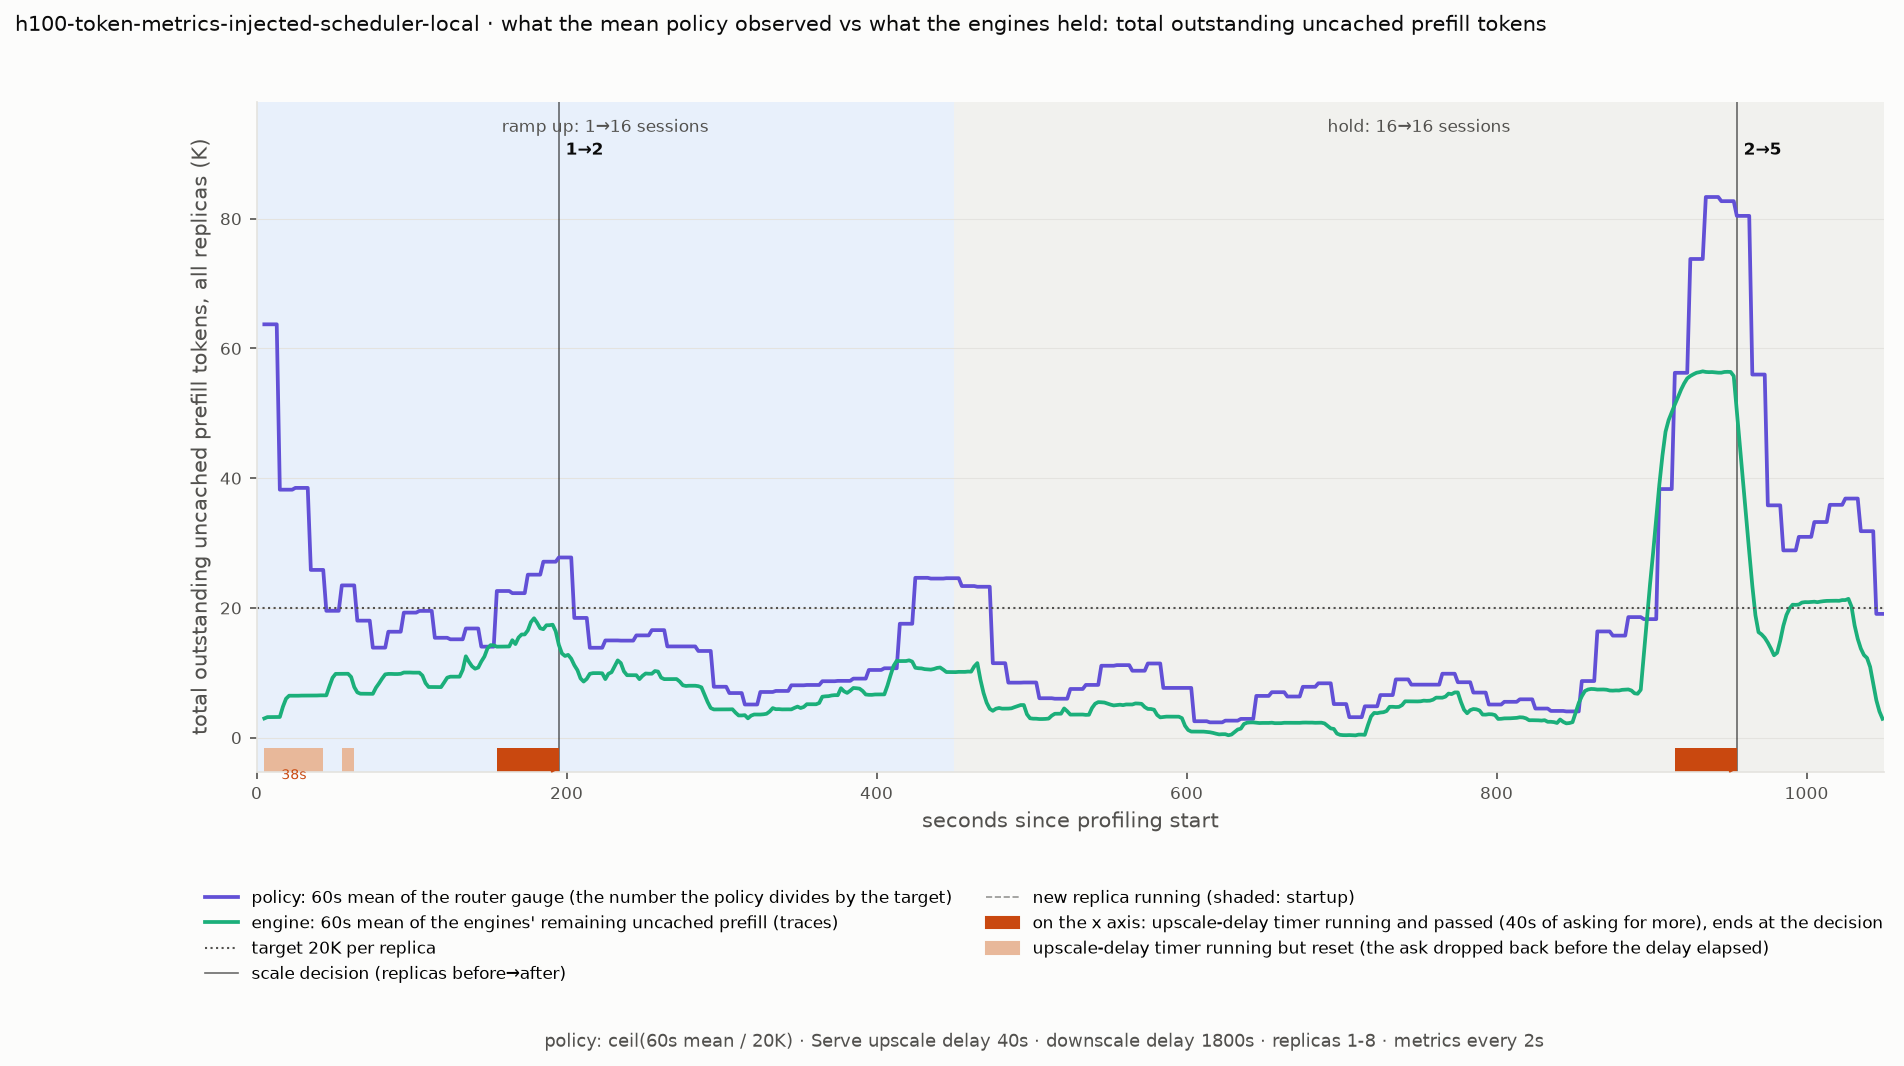 h100-token-metrics-injected-scheduler-local · what the mean policy observed vs what the engines held: total outstanding uncached prefill tokens
total outstanding uncached prefill tokens, all replicas (K)
ramp up: 1→16 sessions
hold: 16→16 sessions
1→2
2→5
80
60
40
20
0
38s
0
200
400
600
800
1000
seconds since profiling start
policy: 60s mean of the router gauge (the number the policy divides by the target)
engine: 60s mean of the engines' remaining uncached prefill (traces)
target 20K per replica
scale decision (replicas before→after)
new replica running (shaded: startup)
on the x axis: upscale-delay timer running and passed (40s of asking for more), ends at the decision
upscale-delay timer running but reset (the ask dropped back before the delay elapsed)
policy: ceil(60s mean / 20K) · Serve upscale delay 40s · downscale delay 1800s · replicas 1-8 · metrics every 2s